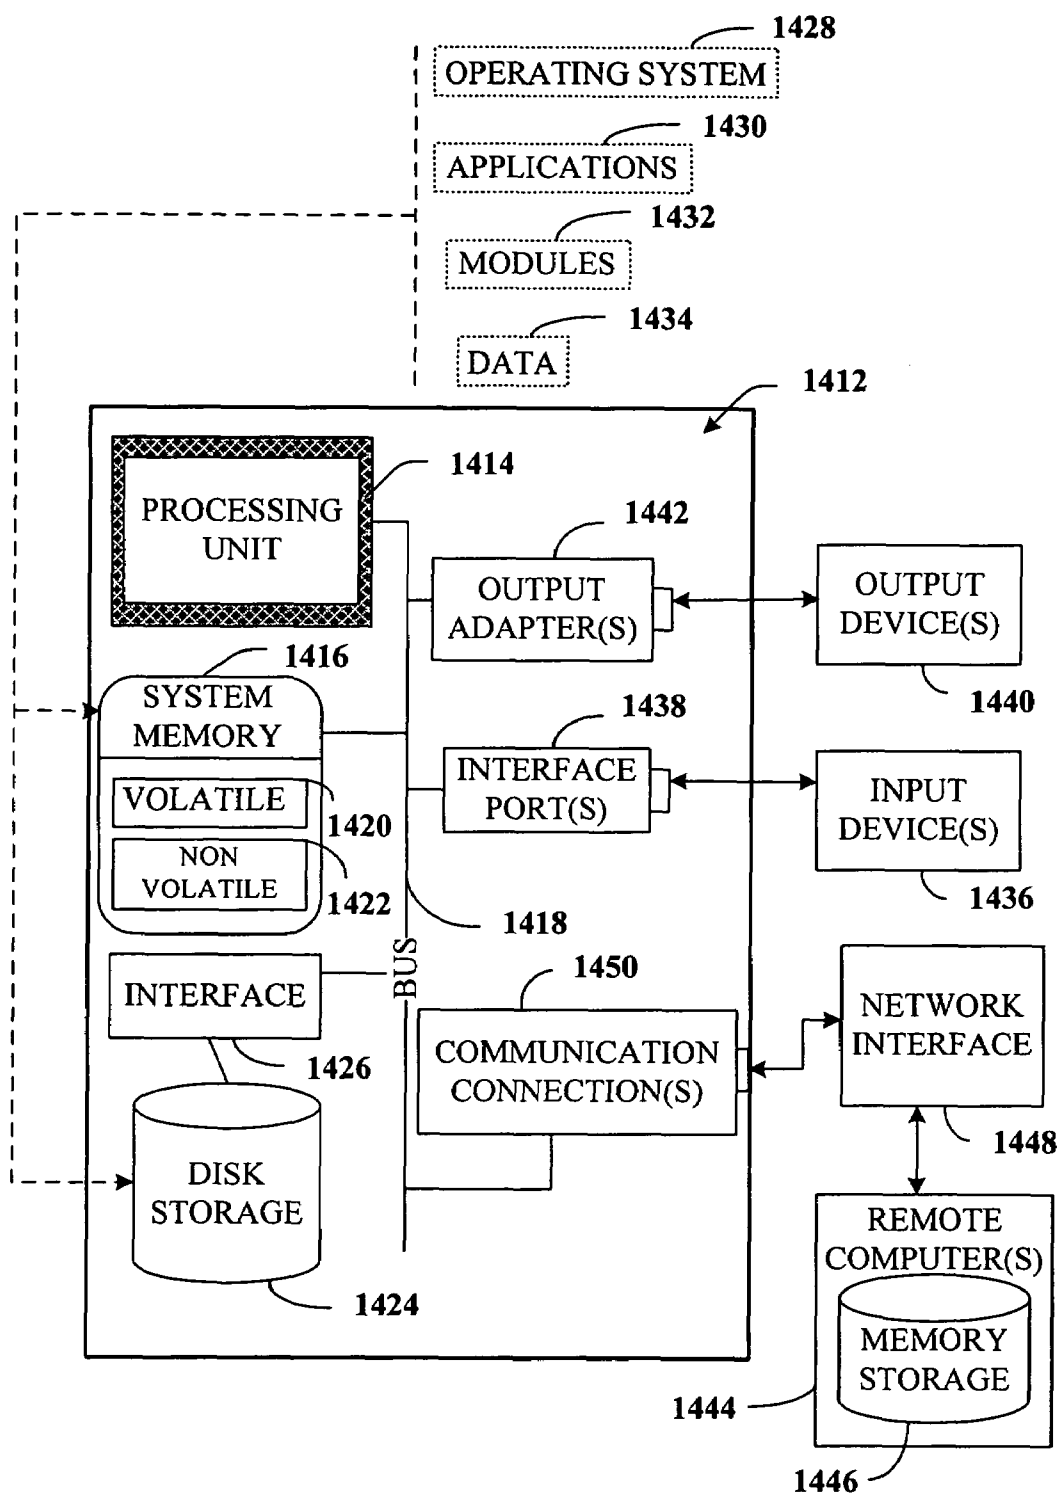 1428
OPERATING SYSTEM
1430
APPLICATIONS
1432
MODULES
1434
DATA
1412
PROCESSING
UNIT
1414
1442
OUTPUT
ADAPTER(S)
OUTPUT
DEVICE(S)
1440
1416
SYSTEM
MEMORY
VOLATILE
1420
NON
VOLATILE
1422
1438
INTERFACE
PORT(S)
INPUT
DEVICE(S)
1436
1418
BUS
INTERFACE
1426
1450
COMMUNICATION
CONNECTION(S)
NETWORK
INTERFACE
1448
DISK
STORAGE
1424
REMOTE
COMPUTER(S)
MEMORY
STORAGE
1444
1446